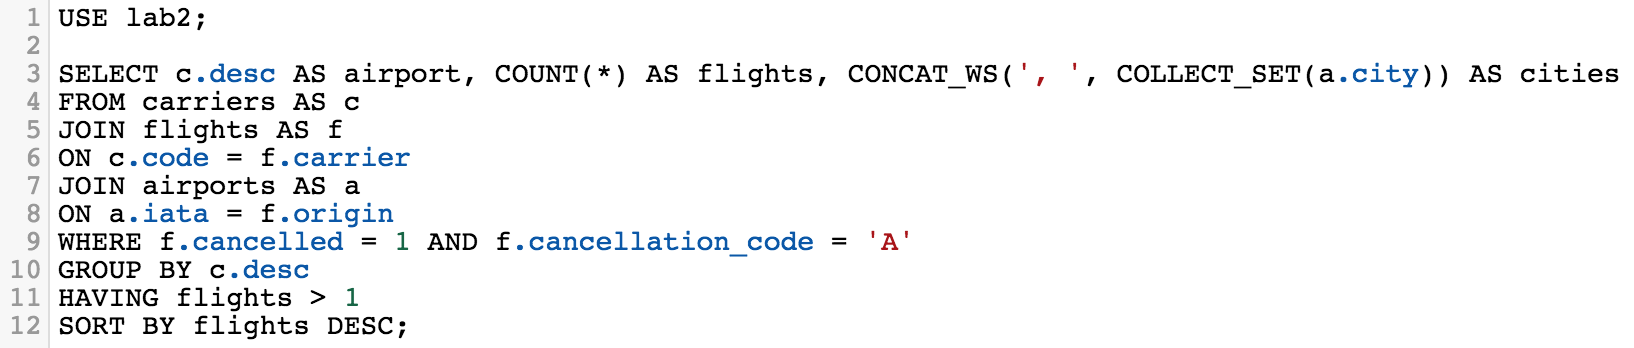 1 USE lab2;
2
3 SELECT c.desc AS airport, COUNT(*) AS flights, CONCAT_WS(', ', COLLECT_SET(a.city)) AS cities
4 FROM carriers AS c
5 JOIN flights AS f
6 ON c.code = f.carrier
7 JOIN airports AS a
8 ON a.iata = f.origin
9 WHERE f.cancelled = 1 AND f.cancellation_code = 'A'
10 GROUP BY c.desc
11 HAVING flights > 1
12 SORT BY flights DESC;